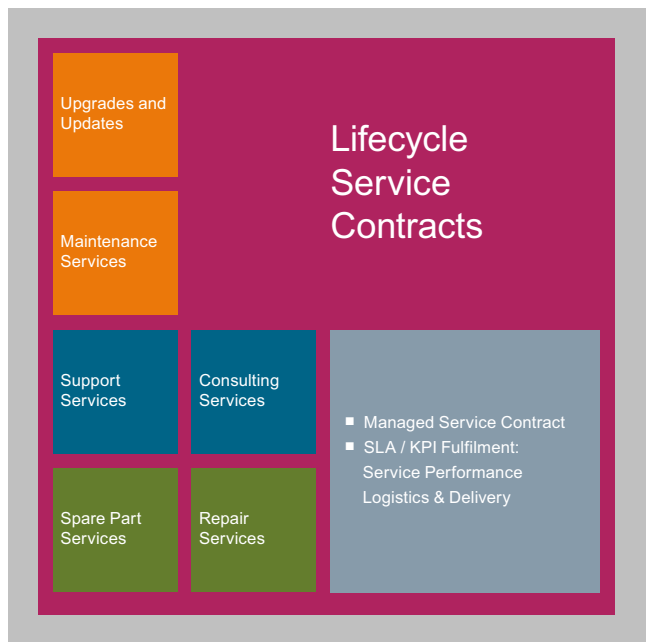 Upgrades and
Updates
Lifecycle
Service
Contracts
Maintenance
Services
Support
Services
Consulting
Services
■ Managed Service Contract
■ SLA / KPI Fulfilment:
Service Performance
Logistics & Delivery
Spare Part
Services
Repair
Services